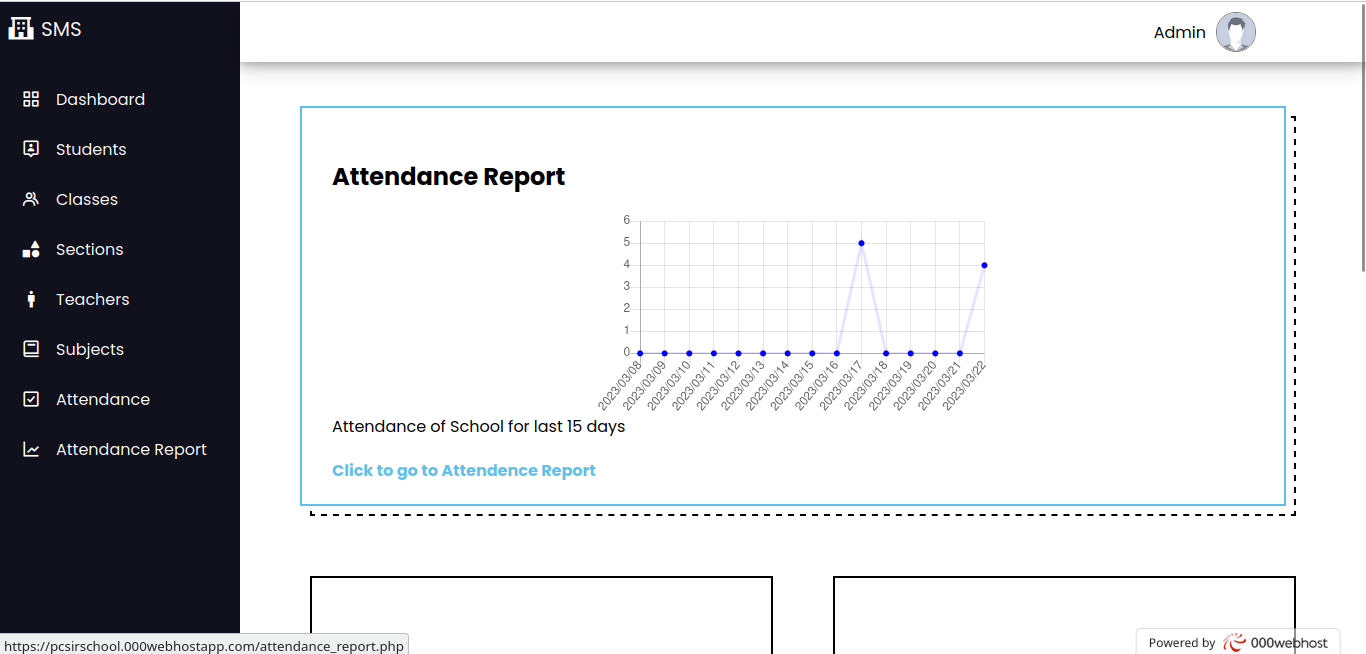 SMS
Admin
Dashboard
Students
Classes
Sections
Teachers
Subjects
Attendance
Attendance Report
Attendance Report
6
5
4
3
2
1
0
2023/03/08
2023/03/09
2023/03/10
2023/03/11
2023/03/12
2023/03/13
2023/03/14
2023/03/15
2023/03/16
2023/03/17
2023/03/18
2023/03/19
2023/03/20
2023/03/21
2023/03/22
Attendance of School for last 15 days
Click to go to Attendence Report
https://pcsirschool.000webhostapp.com/attendance_report.php
Powered by 000webhost